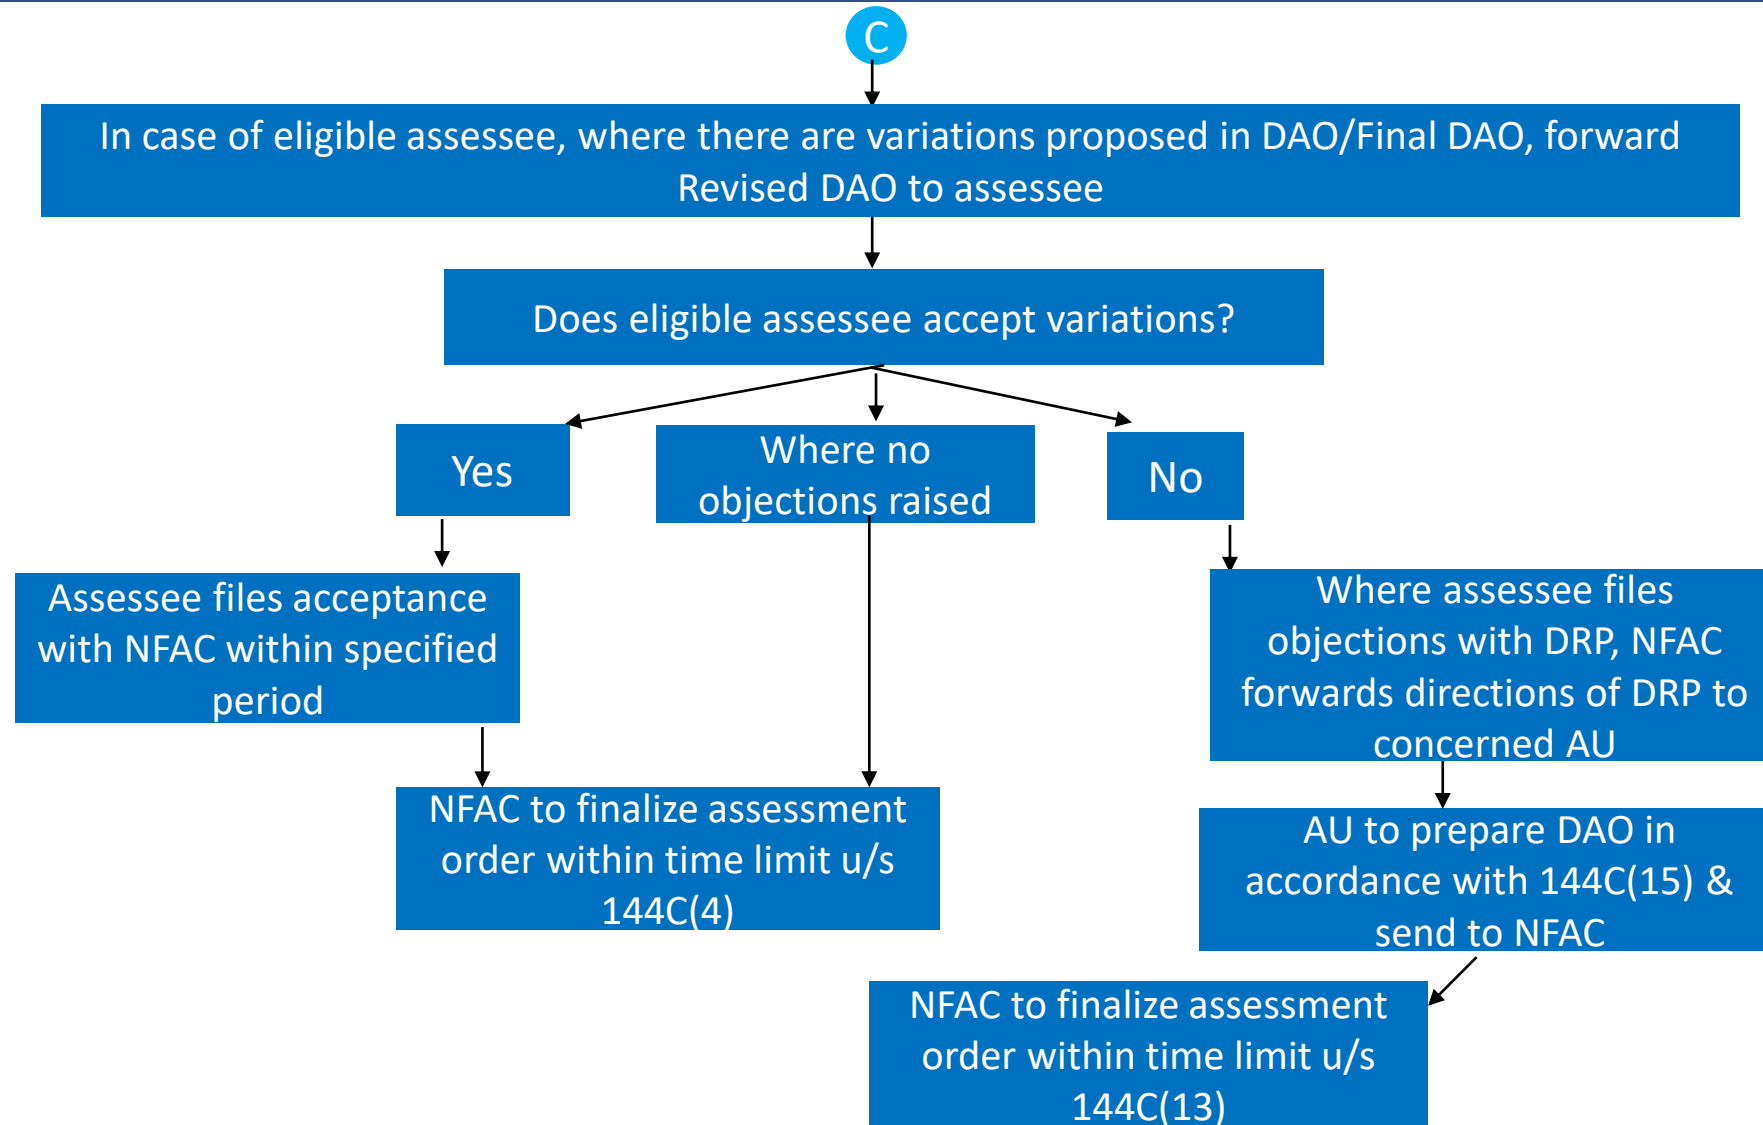 C
In case of eligible assessee, where there are variations proposed in DAO/Final DAO, forward
Revised DAO to assessee
Does eligible assessee accept variations?
Yes
Where no
objections raised
No
Assessee files acceptance
with NFAC within specified
period
Where assessee files
objections with DRP, NFAC
forwards directions of DRP to
concerned AU
NFAC to finalize assessment
order within time limit u/s
144C(4)
AU to prepare DAO in
accordance with 144C(15) &
send to NFAC
NFAC to finalize assessment
order within time limit u/s
144C(13)